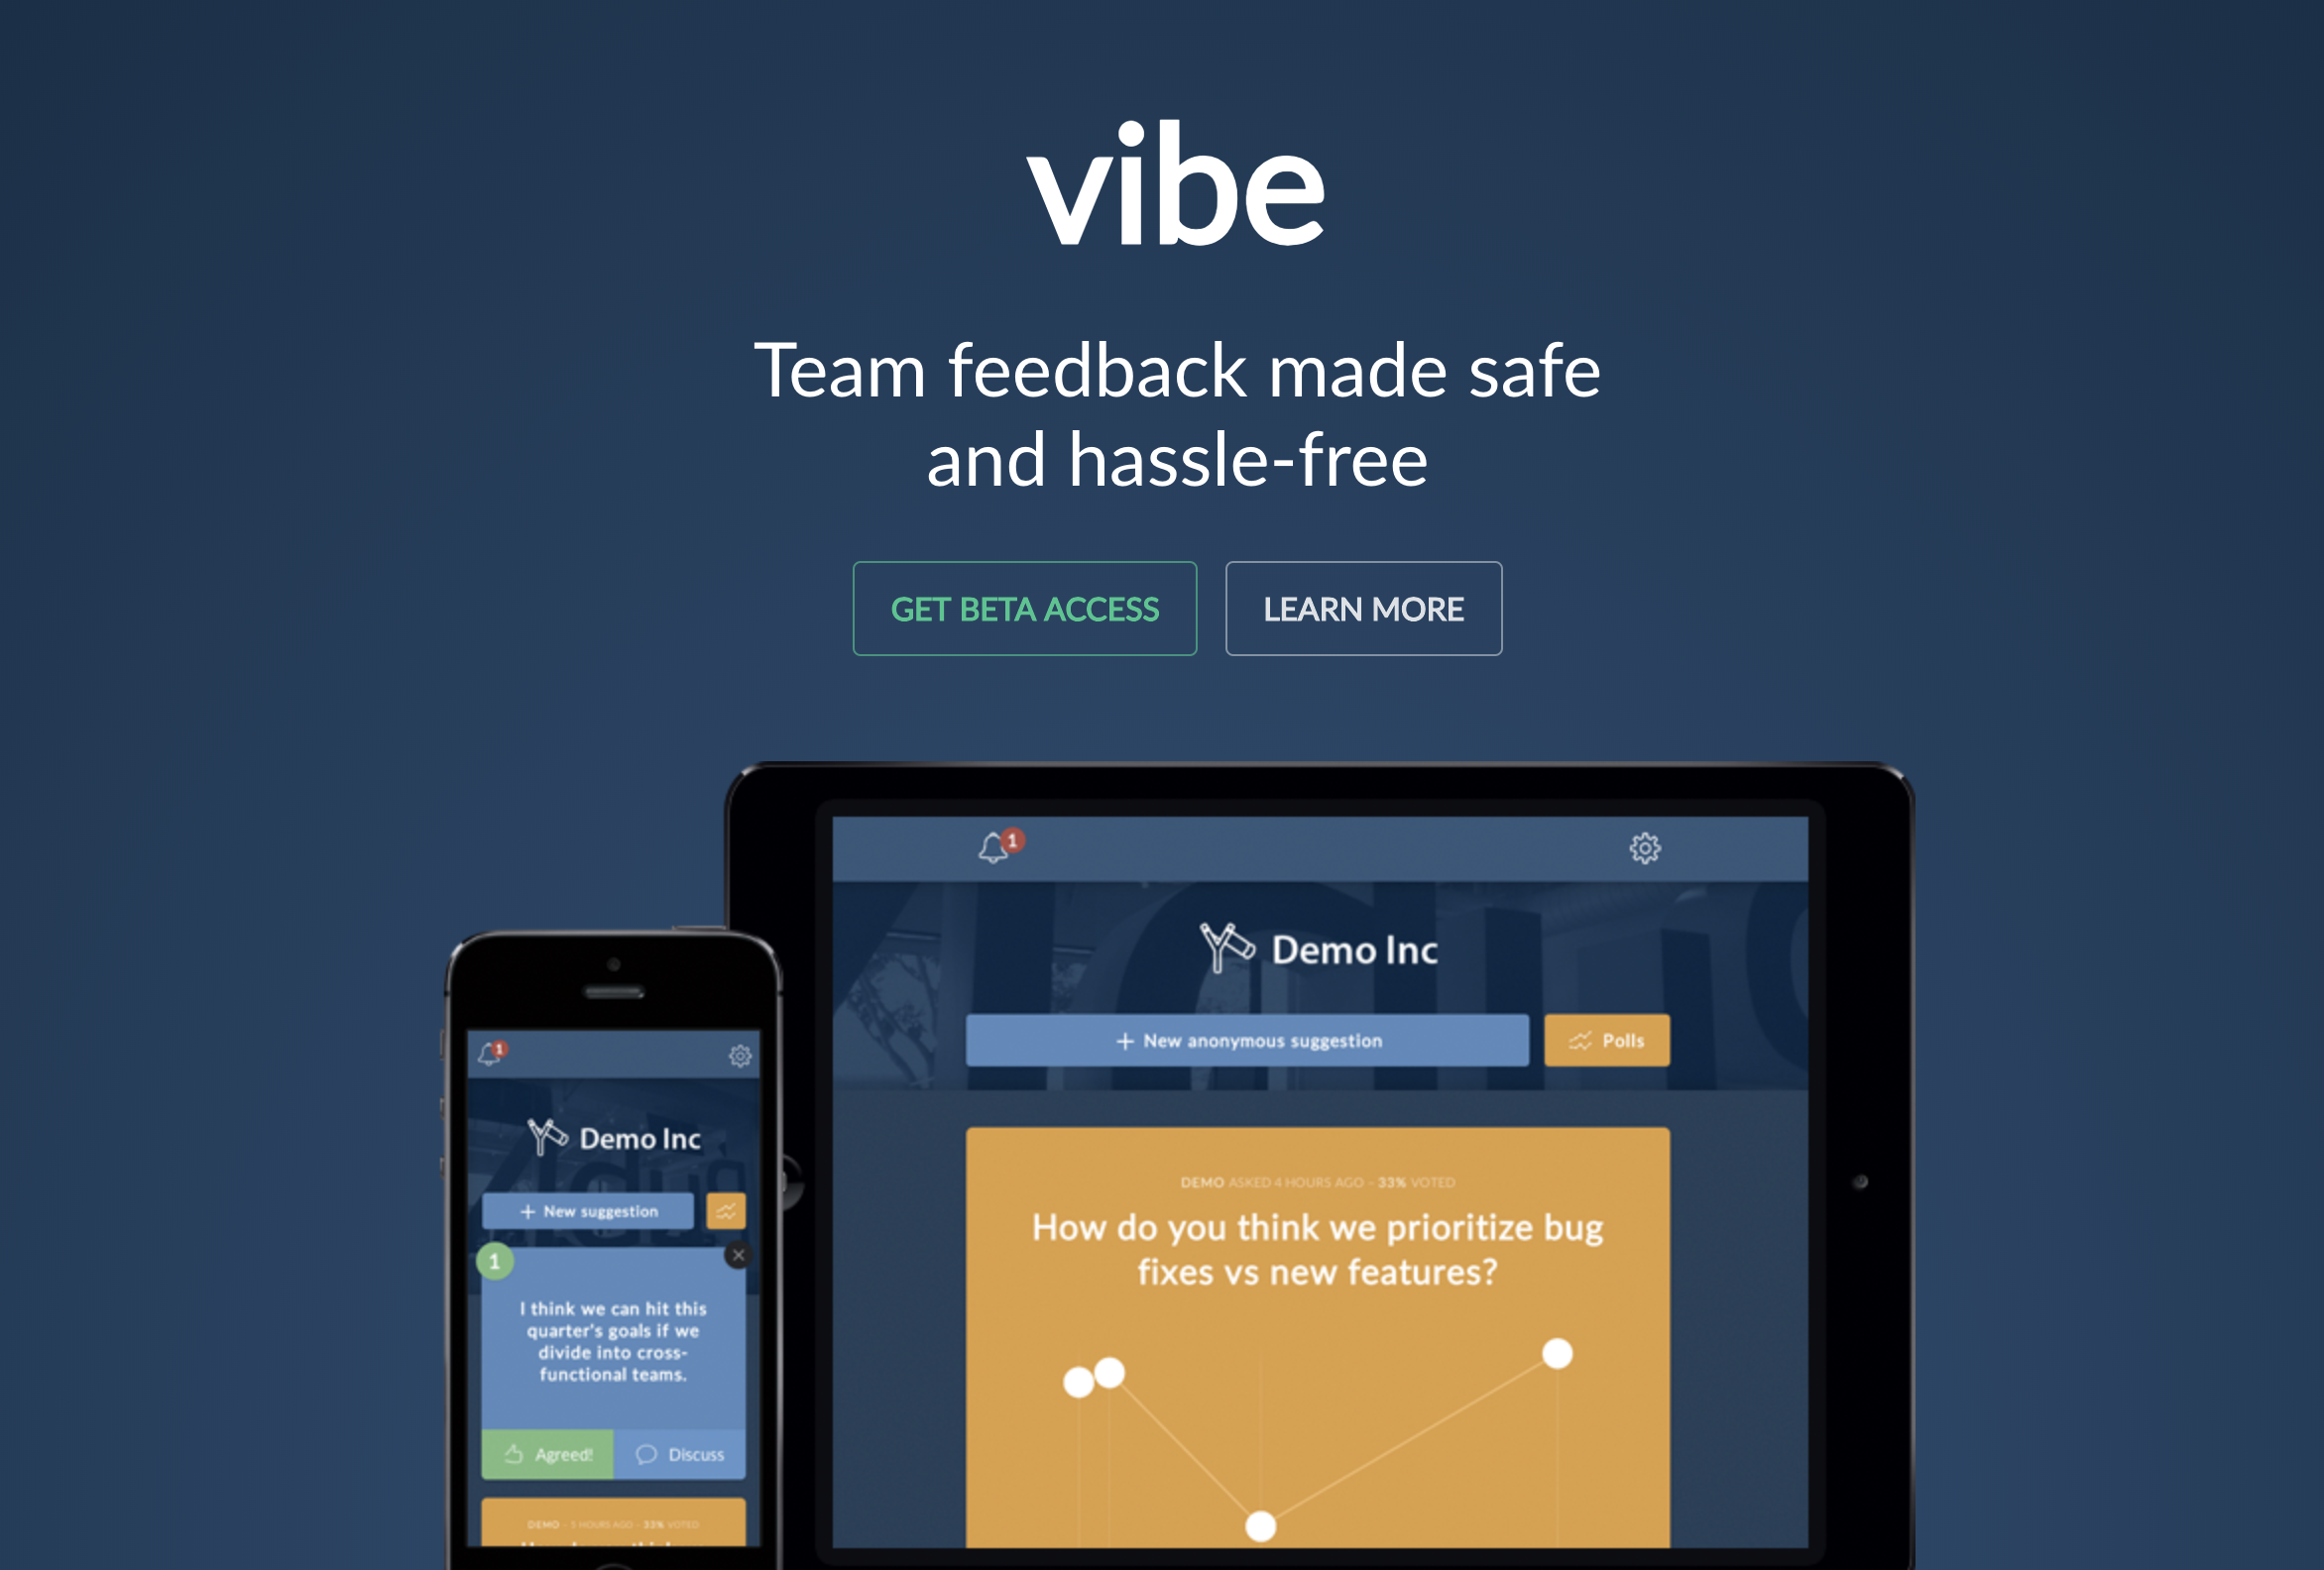 vibe
Team feedback made safe
and hassle-free
GET BETA ACCESS
LEARN MORE
1
Demo Inc
+ New anonymous suggestion
Polls
DEMO ASKED 4 HOURS AGO - 33% VOTED
How do you think we prioritize bug
fixes vs new features?
1
Demo Inc
+ New suggestion
1
I think we can hit this
quarter's goals if we
divide into cross-
functional teams.
Agreed!
Discuss
DEMO - 5 HOURS AGO - 33% VOTED